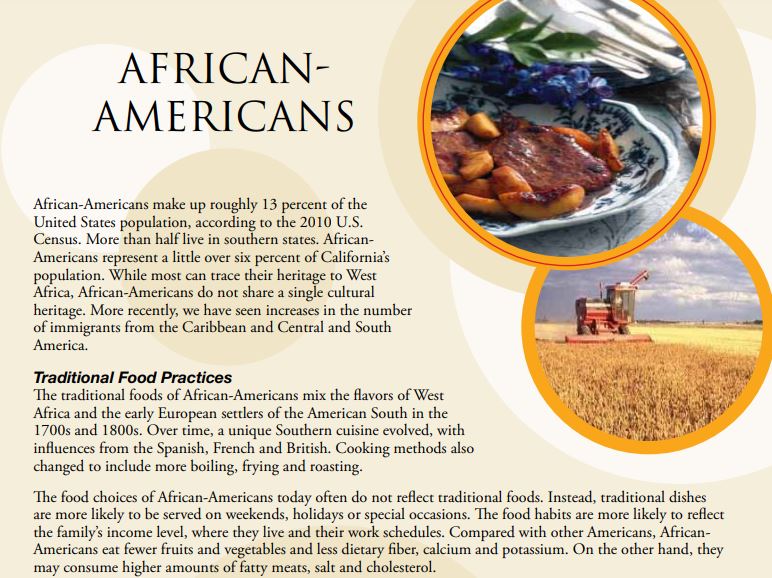 AFRICAN-
AMERICANS
African-Americans make up roughly 13 percent of the
United States population, according to the 2010 U.S.
Census. More than half live in southern states. African-
Americans represent a little over six percent of California's
population. While most can trace their heritage to West
Africa, African-Americans do not share a single cultural
heritage. More recently, we have seen increases in the number
of immigrants from the Caribbean and Central and South
America.
Traditional Food Practices
The traditional foods of African-Americans mix the flavors of West
Africa and the early European settlers of the American South in the
1700s and 1800s. Over time, a unique Southern cuisine evolved, with
influences from the Spanish, French and British. Cooking methods also
changed to include more boiling, frying and roasting.
The food choices of African-Americans today often do not reflect traditional foods. Instead, traditional dishes
are more likely to be served on weekends, holidays or special occasions. The food habits are more likely to reflect
the family's income level, where they live and their work schedules. Compared with other Americans, African-
Americans eat fewer fruits and vegetables and less dietary fiber, calcium and potassium. On the other hand, they
may consume higher amounts of fatty meats, salt and cholesterol.